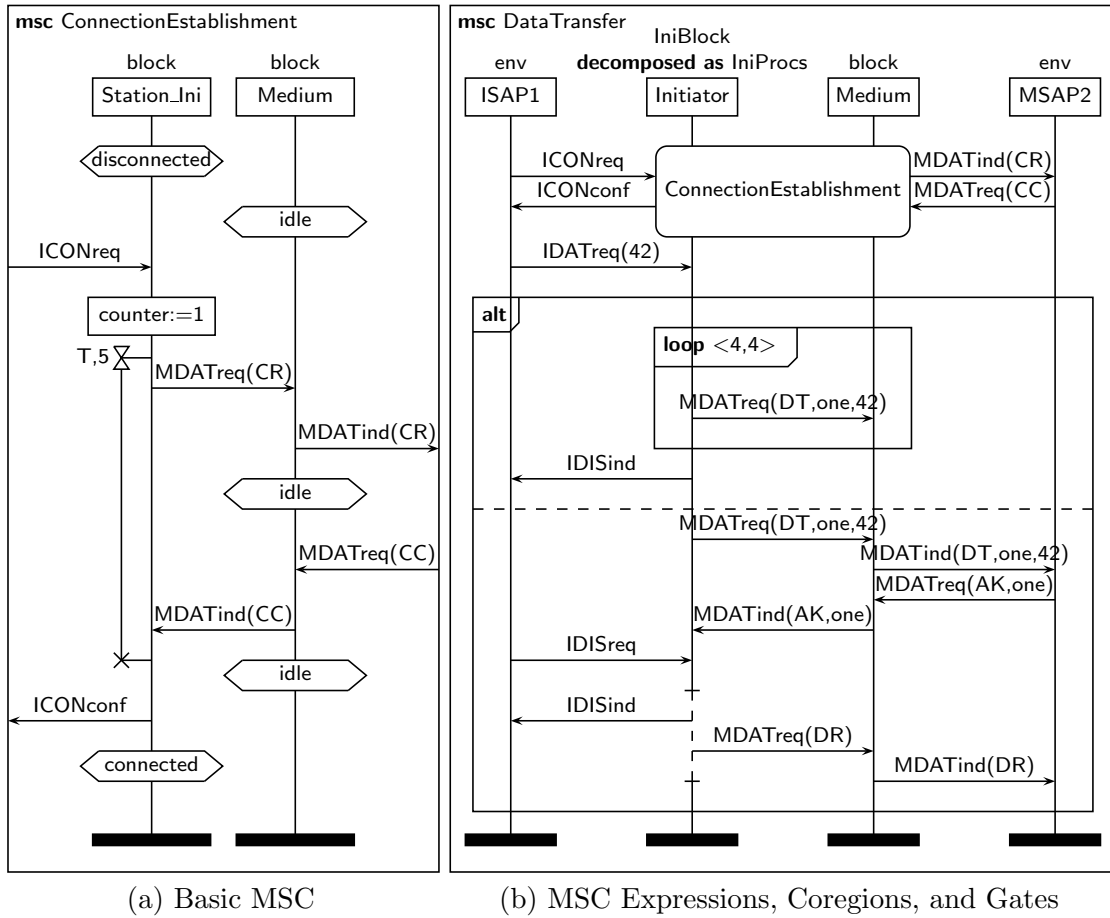 msc ConnectionEstablishment
block
block
Station_Ini
Medium
disconnected
idle
ICONreq
counter:=1
T,5
MDATreq(CR)
MDATind(CR)
idle
MDATreq(CC)
MDATind(CC)
idle
ICONconf
connected
(a) Basic MSC
msc DataTransfer
IniBlock
env
decomposed as IniProcs
block
env
ISAP1
Initiator
Medium
MSAP2
ICONreq
MDATind(CR)
ConnectionEstablishment
ICONconf
MDATreq(CC)
IDATreq(42)
alt
loop <4,4>
MDATreq(DT,one,42)
IDISind
MDATreq(DT,one,42)
MDATind(DT,one,42)
MDATreq(AK,one)
MDATind(AK,one)
IDISreq
IDISind
MDATreq(DR)
MDATind(DR)
(b) MSC Expressions, Coregions, and Gates